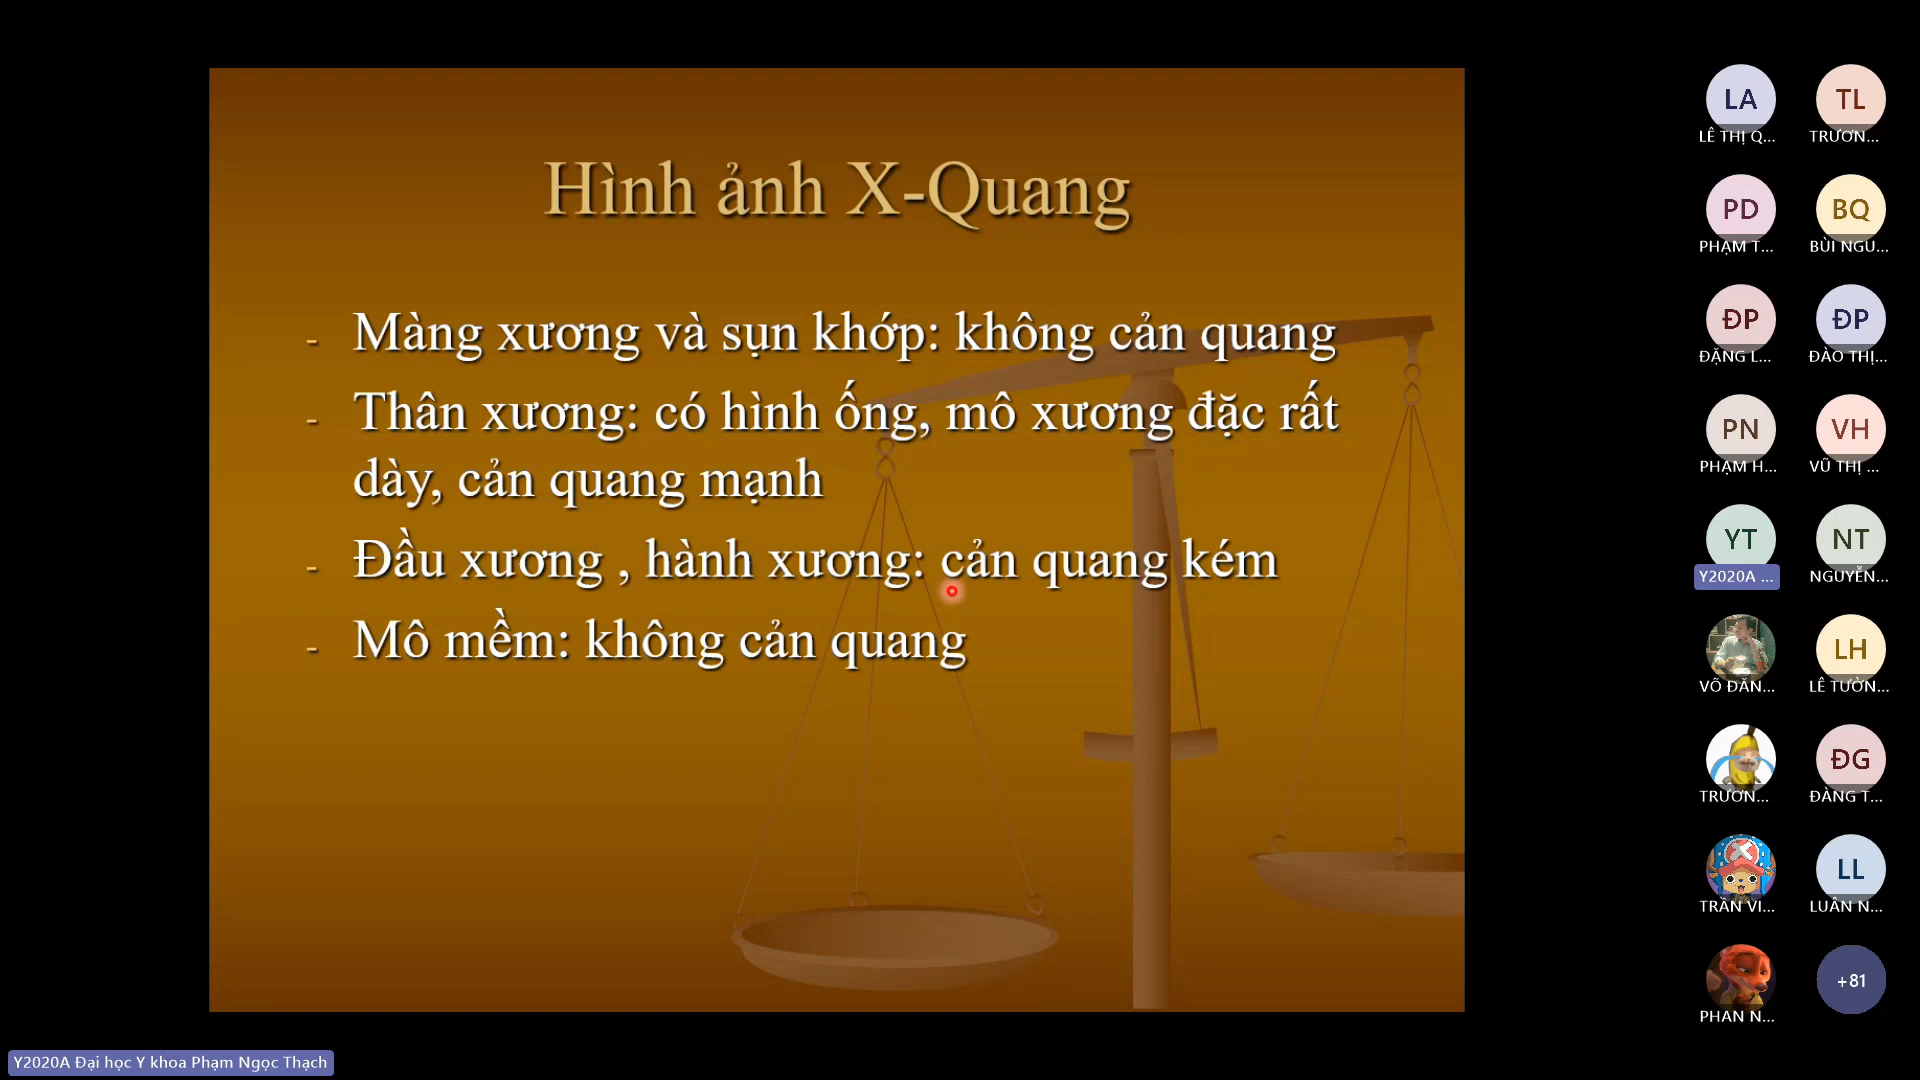 Hình ảnh X-Quang
- Màng xương và sụn khớp: không cản quang
- Thân xương: có hình ống, mô xương đặc rất
dày, cản quang mạnh
- Đầu xương , hành xương: cản quang kém
- Mô mềm: không cản quang
LA TL
LÊ THỊ Q... TRƯƠN...
PD BQ
PHẠM T... BÙI NGU...
ĐP ĐP
ĐẶNG L... ĐÀO THỊ...
PN VH
PHẠM H... VŨ THỊ ...
YT NT
Y2020A ... NGUYỄN...
LH
VÕ ĐĂN... LÊ TƯỜN...
ĐG
TRƯƠN... ĐÀNG T...
LL
TRẦN VI... LUÂN N...
+81
PHAN N...
Y2020A Đại học Y khoa Phạm Ngọc Thạch